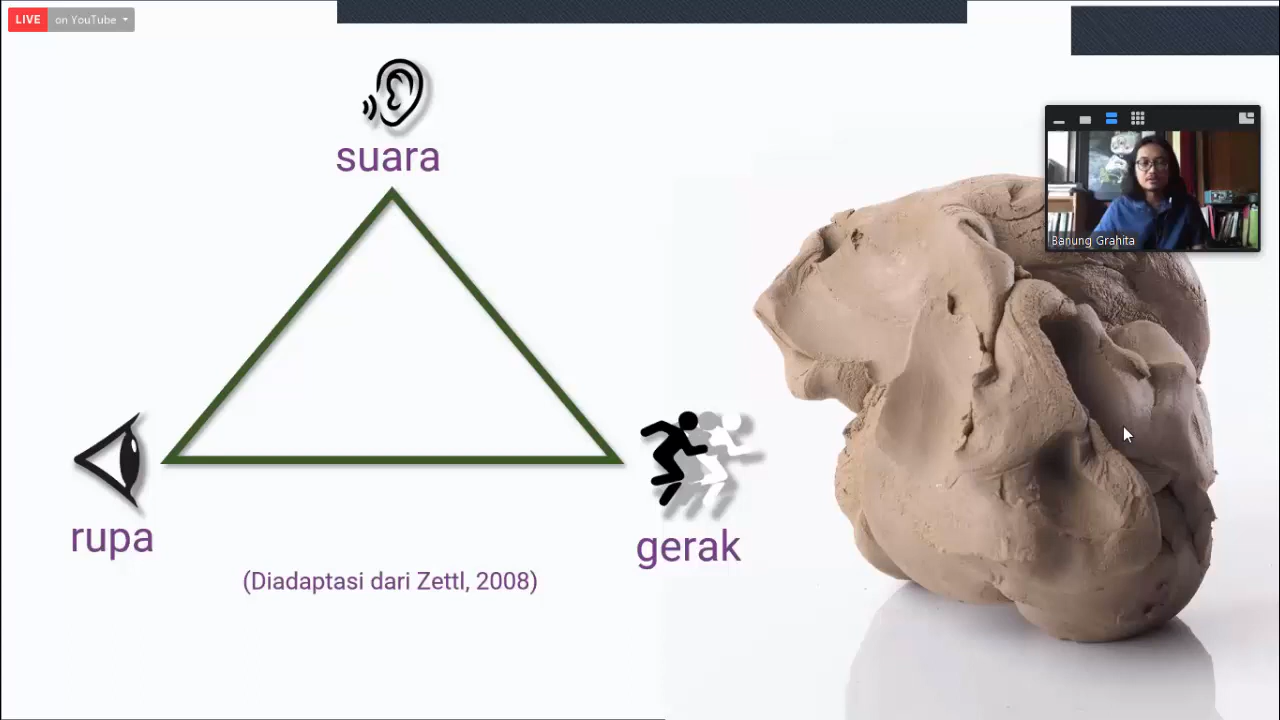 LIVE on YouTube
suara
Banung Grahita
rupa
gerak
(Diadaptasi dari Zettl, 2008)